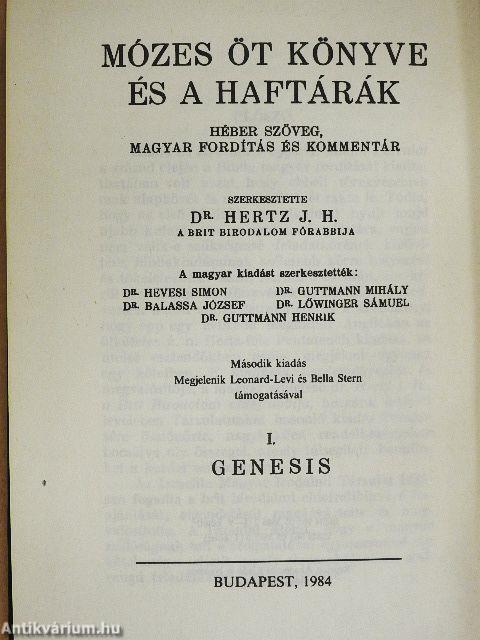 MÓZES ÖT KÖNYVE
ÉS A HAFTÁRÁK
HÉBER SZÖVEG,
MAGYAR FORDÍTÁS ÉS KOMMENTÁR
SZERKESZTETTE
DR. HERTZ J. H.
A BRIT BIRODALOM FŐRABBIJA
A magyar kiadást szerkesztették:
DR. HEVESI SIMON DR. GUTTMANN MIHÁLY
DR. BALASSA JÓZSEF DR. LŐWINGER SÁMUEL
DR. GUTTMANN HENRIK
Második kiadás
Megjelenik Leonard-Levi és Bella Stern
támogatásával
I.
GENESIS
BUDAPEST, 1984
Antikvárium.hu